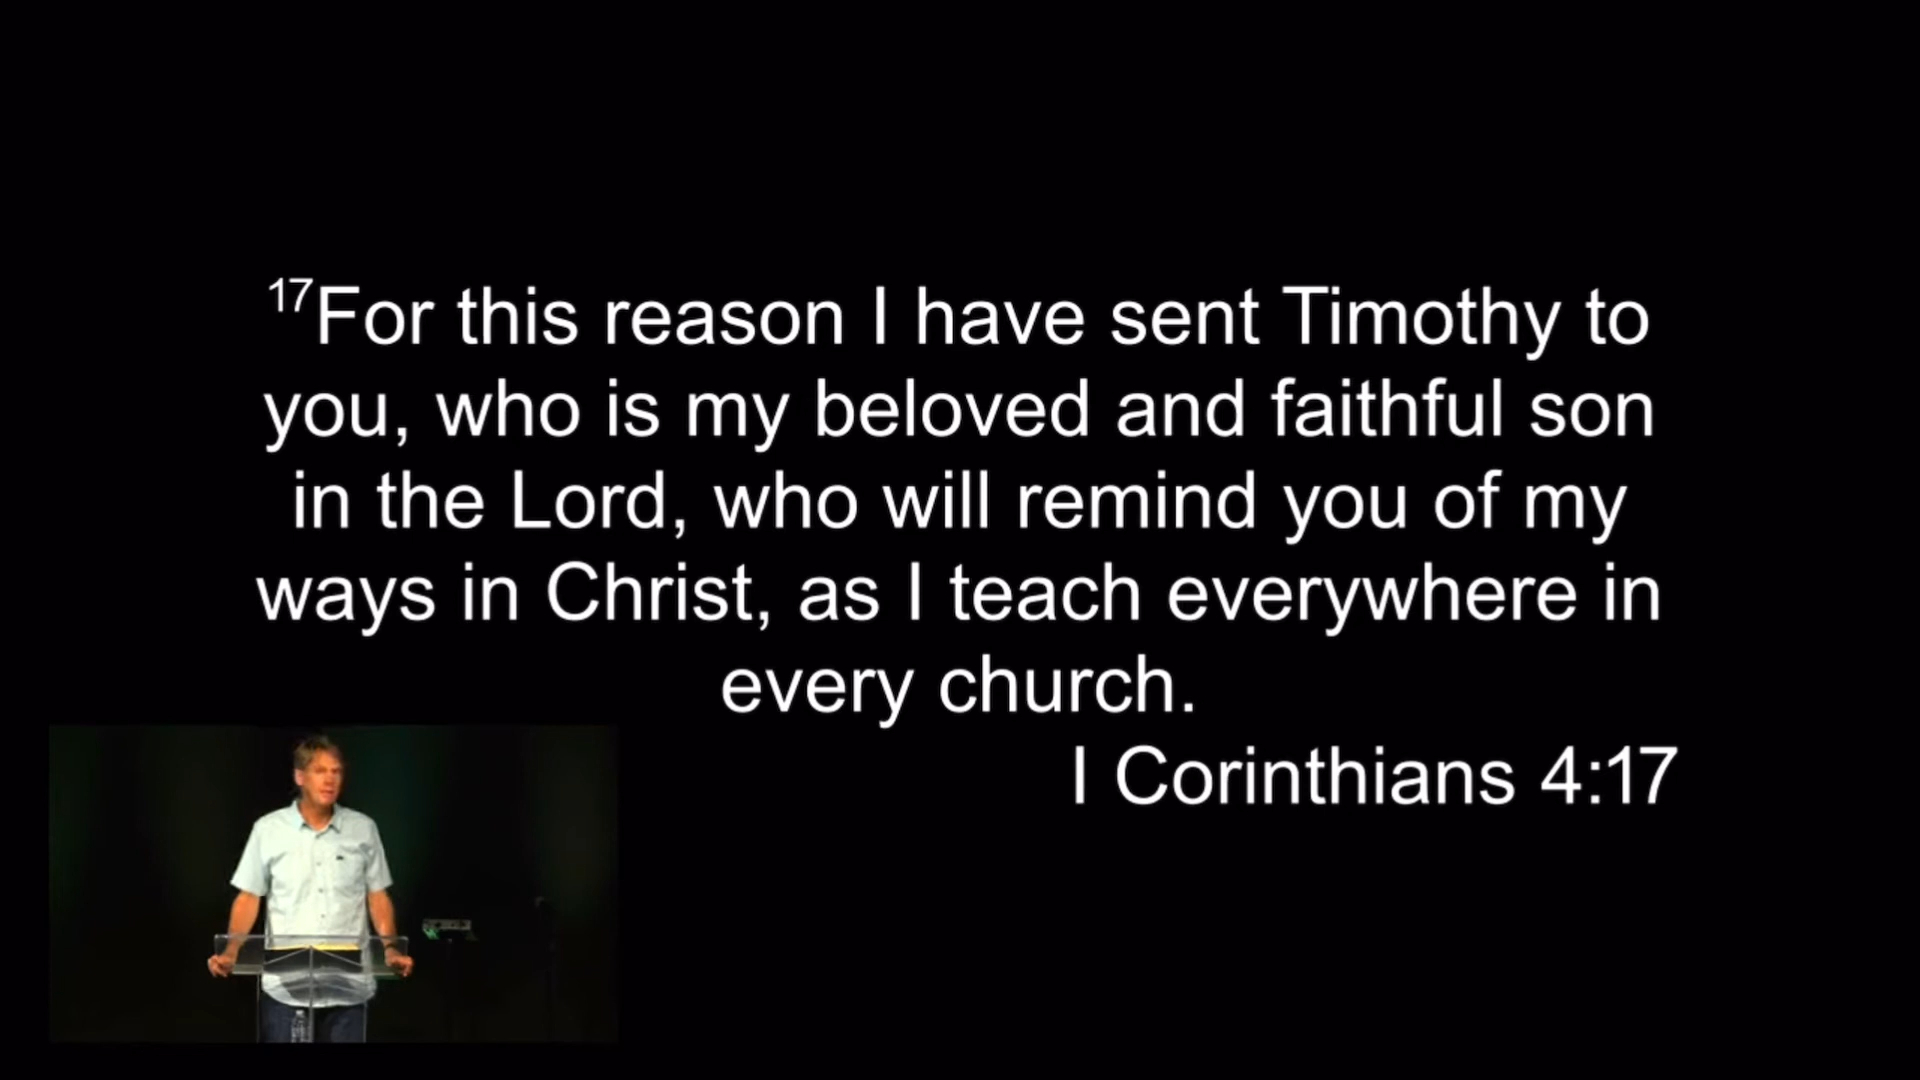 17For this reason I have sent Timothy to
you, who is my beloved and faithful son
in the Lord, who will remind you of my
ways in Christ, as I teach everywhere in
every church.
I Corinthians 4:17